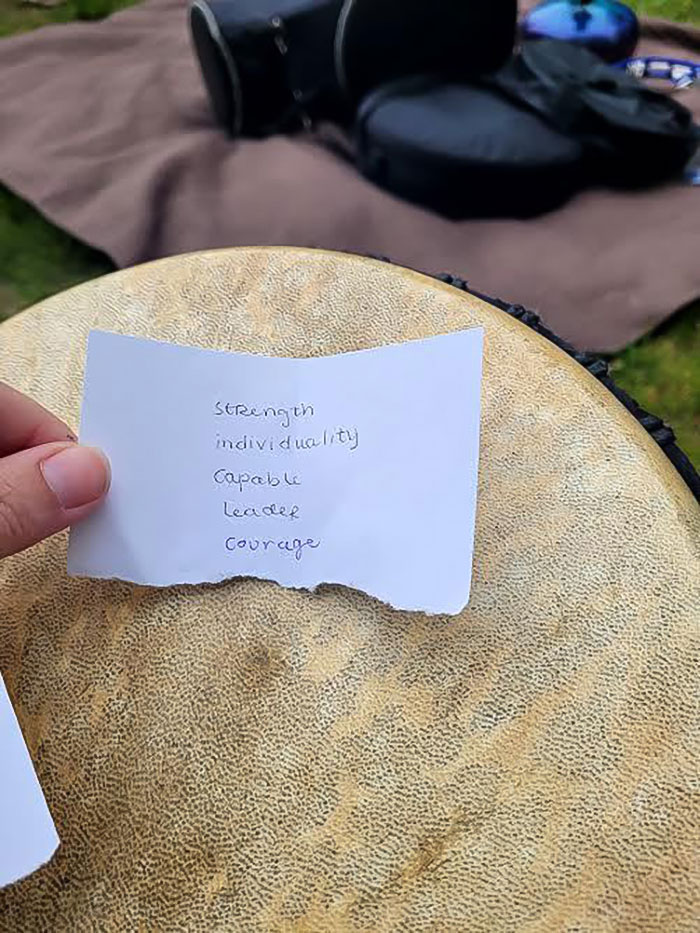 strength
individuality
capable
leader
courage